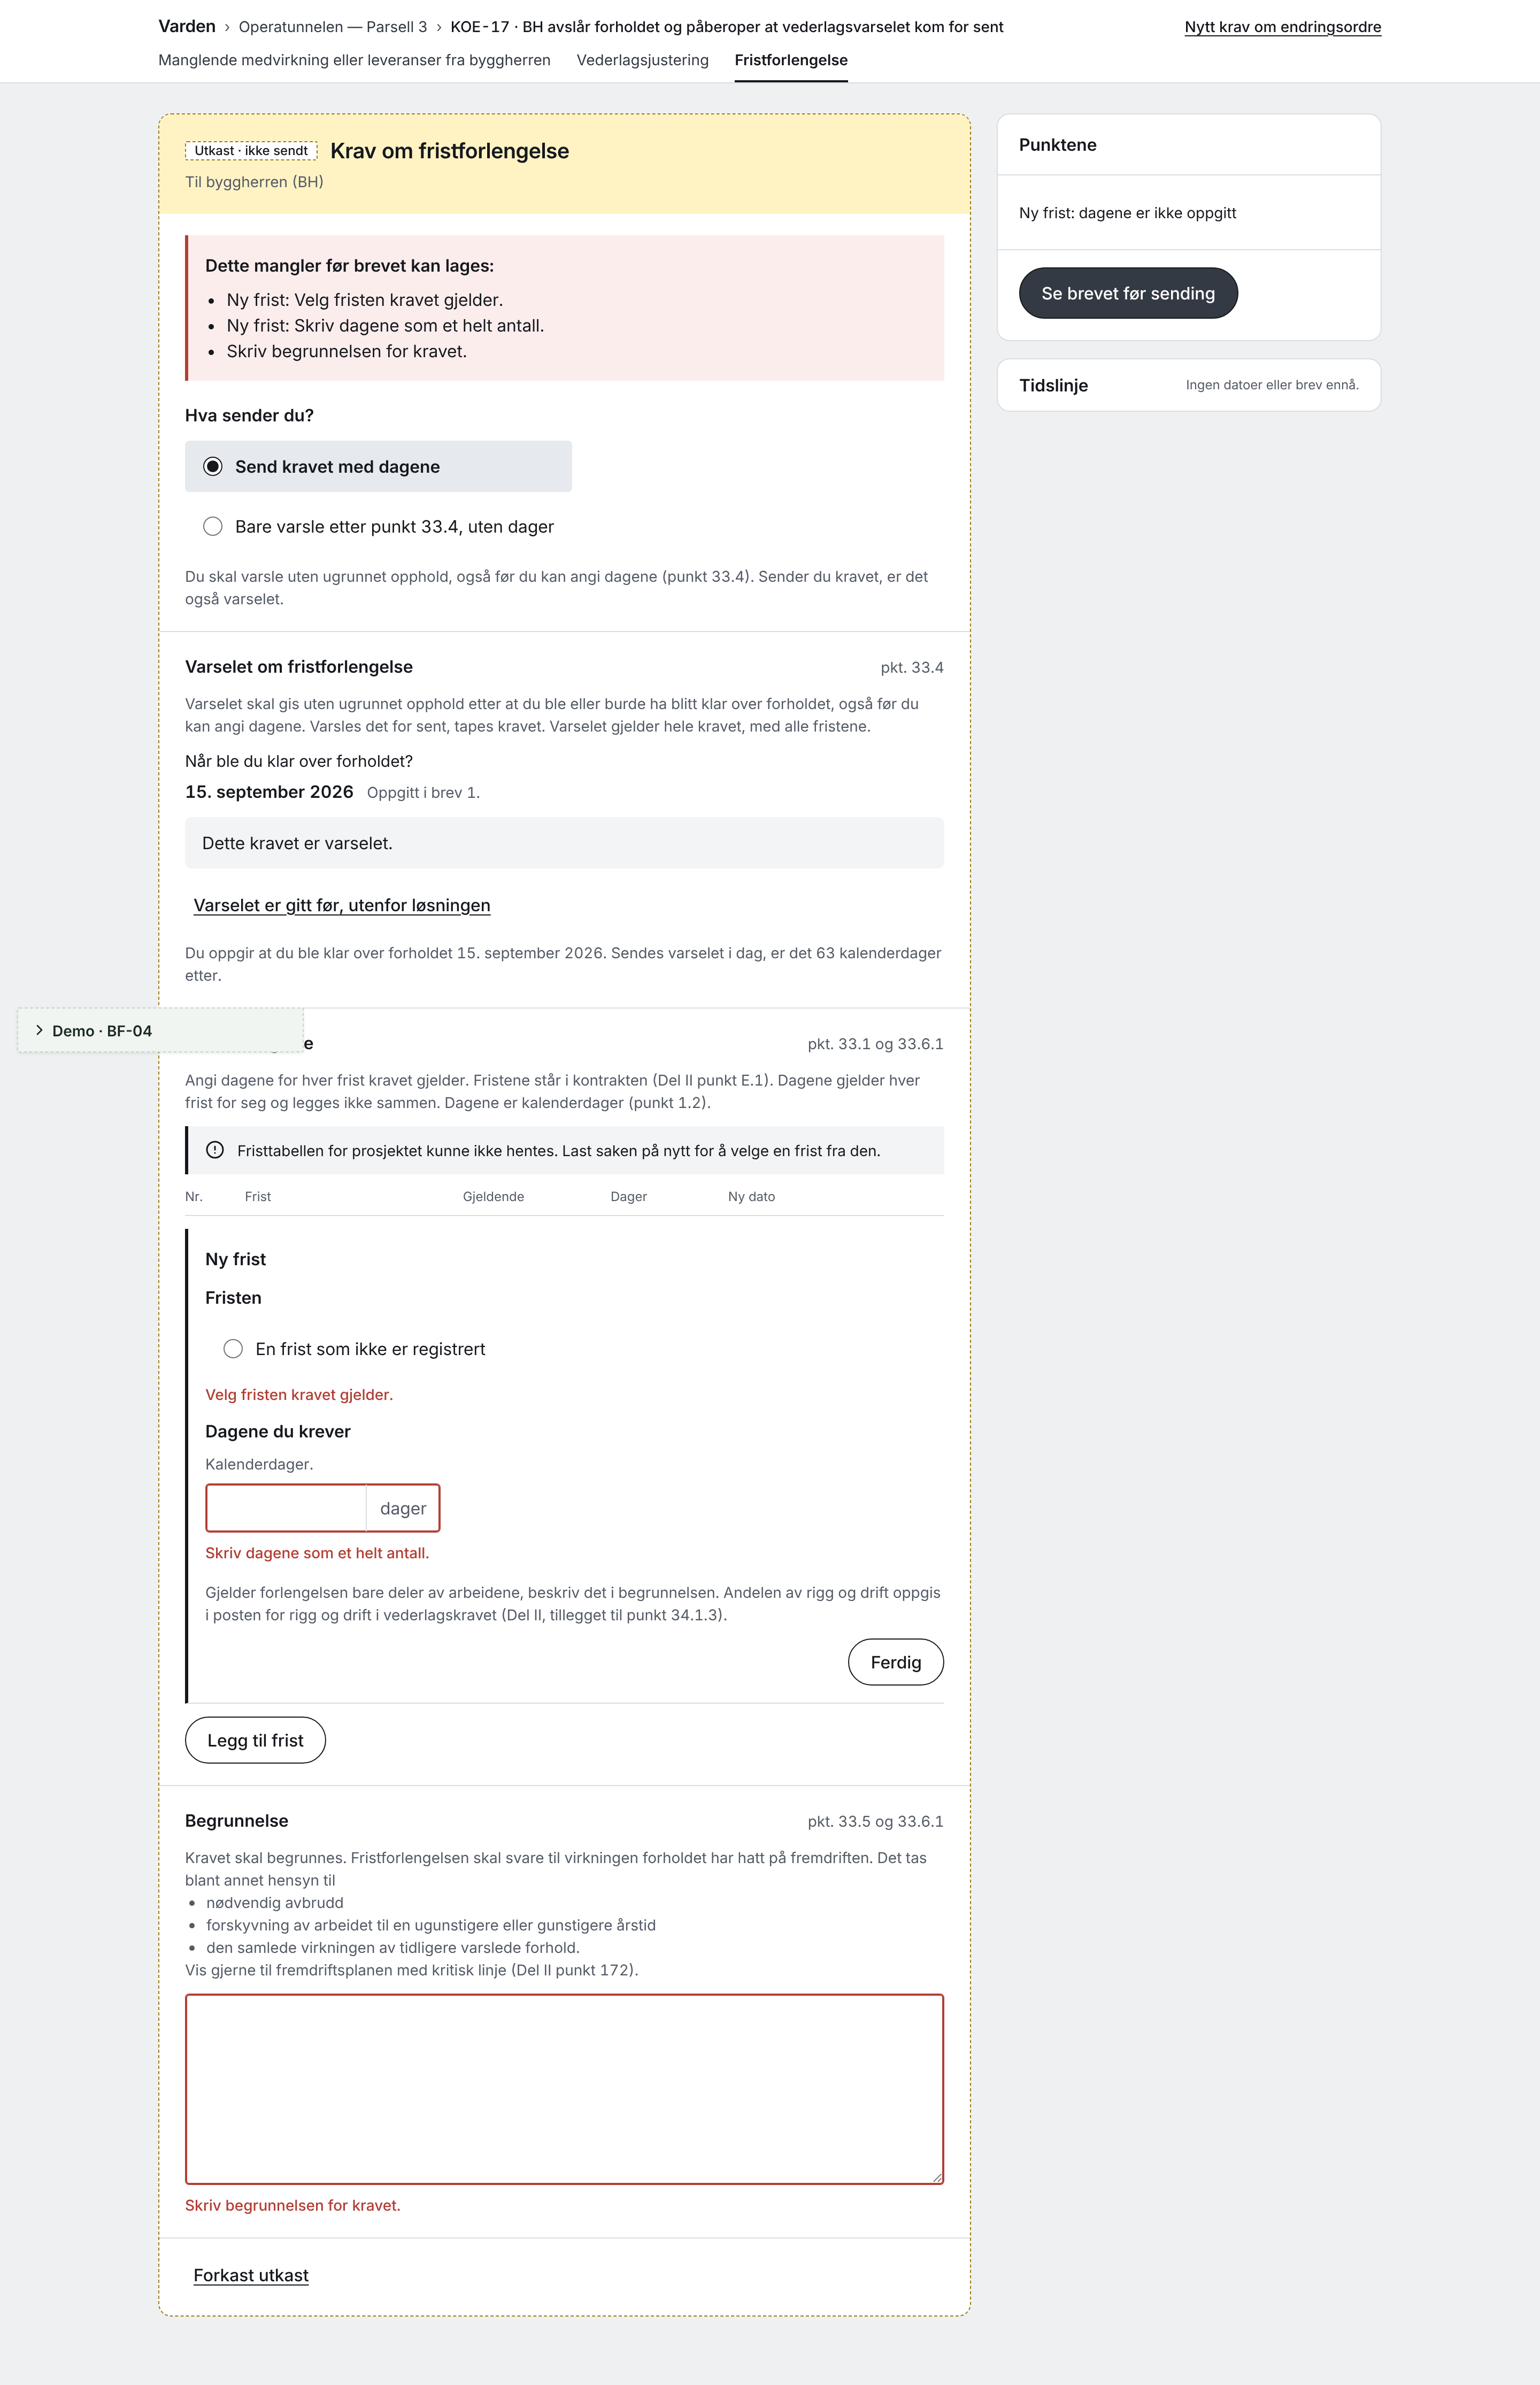 Varden › Operatunnelen — Parsell 3 › KOE-17 · BH avslår forholdet og påberoper at vederlagsvarselet kom for sent
Nytt krav om endringsordre
Manglende medvirkning eller leveranser fra byggherren Vederlagsjustering Fristforlengelse
Utkast · ikke sendt Krav om fristforlengelse
Til byggherren (BH)
Dette mangler før brevet kan lages:
• Ny frist: Velg fristen kravet gjelder.
• Ny frist: Skriv dagene som et helt antall.
• Skriv begrunnelsen for kravet.
Hva sender du?
Send kravet med dagene
Bare varsle etter punkt 33.4, uten dager
Du skal varsle uten ugrunnet opphold, også før du kan angi dagene (punkt 33.4). Sender du kravet, er det
også varselet.
Varselet om fristforlengelse pkt. 33.4
Varselet skal gis uten ugrunnet opphold etter at du ble eller burde ha blitt klar over forholdet, også før du
kan angi dagene. Varsles det for sent, tapes kravet. Varselet gjelder hele kravet, med alle fristene.
Når ble du klar over forholdet?
15. september 2026 Oppgitt i brev 1.
Dette kravet er varselet.
Varselet er gitt før, utenfor løsningen
Du oppgir at du ble klar over forholdet 15. september 2026. Sendes varselet i dag, er det 63 kalenderdager
etter.
Demo · BF-04
e pkt. 33.1 og 33.6.1
Angi dagene for hver frist kravet gjelder. Fristene står i kontrakten (Del II punkt E.1). Dagene gjelder hver
frist for seg og legges ikke sammen. Dagene er kalenderdager (punkt 1.2).
Fristtabellen for prosjektet kunne ikke hentes. Last saken på nytt for å velge en frist fra den.
Nr. Frist Gjeldende Dager Ny dato
Ny frist
Fristen
En frist som ikke er registrert
Velg fristen kravet gjelder.
Dagene du krever
Kalenderdager.
dager
Skriv dagene som et helt antall.
Gjelder forlengelsen bare deler av arbeidene, beskriv det i begrunnelsen. Andelen av rigg og drift oppgis
i posten for rigg og drift i vederlagskravet (Del II, tillegget til punkt 34.1.3).
Ferdig
Legg til frist
Begrunnelse pkt. 33.5 og 33.6.1
Kravet skal begrunnes. Fristforlengelsen skal svare til virkningen forholdet har hatt på fremdriften. Det tas
blant annet hensyn til
• nødvendig avbrudd
• forskyvning av arbeidet til en ugunstigere eller gunstigere årstid
• den samlede virkningen av tidligere varslede forhold.
Vis gjerne til fremdriftsplanen med kritisk linje (Del II punkt 172).
Skriv begrunnelsen for kravet.
Forkast utkast
Punktene
Ny frist: dagene er ikke oppgitt
Se brevet før sending
Tidslinje Ingen datoer eller brev ennå.